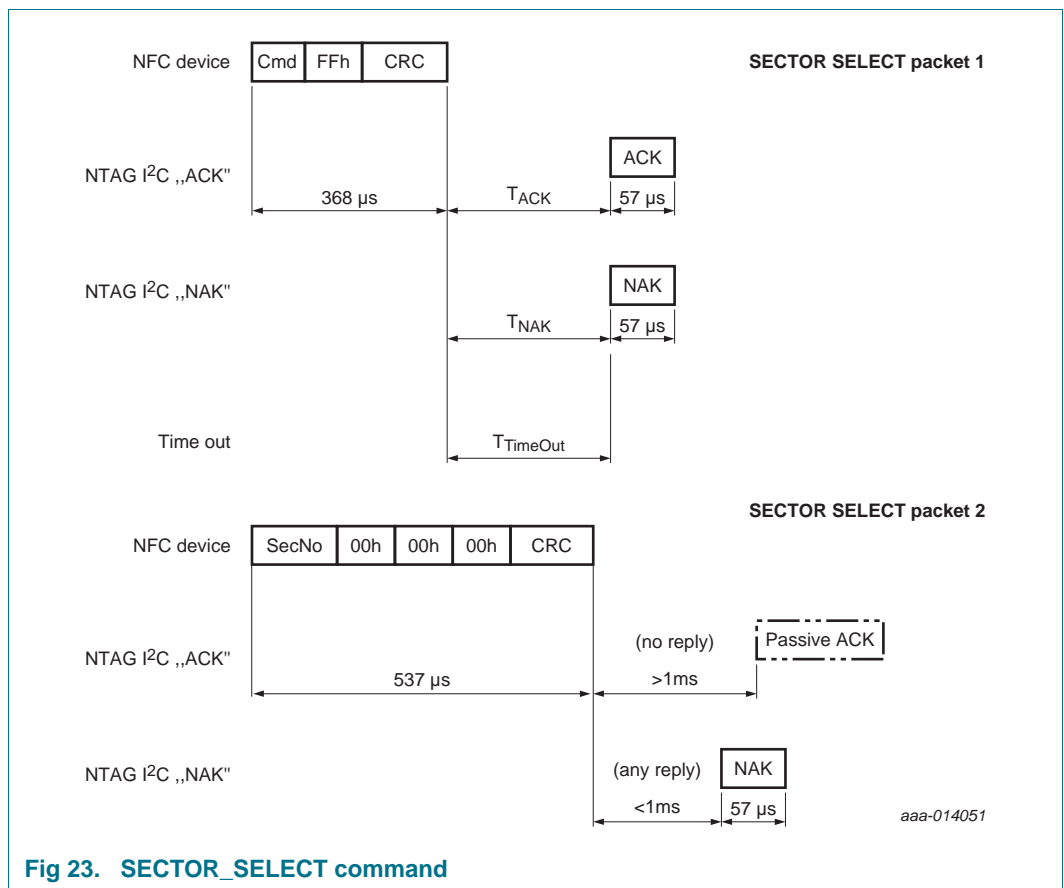 NFC device Cmd FFh CRC SECTOR SELECT packet 1
NTAG I2C ,,ACK" ACK
368 µs TACK 57 µs
NTAG I2C ,,NAK" NAK
TNAK 57 µs
Time out TTimeOut
SECTOR SELECT packet 2
NFC device SecNo 00h 00h 00h CRC
NTAG I2C ,,ACK" (no reply) Passive ACK
537 µs >1ms
NTAG I2C ,,NAK" (any reply) NAK
<1ms 57 µs aaa-014051
Fig 23. SECTOR_SELECT command